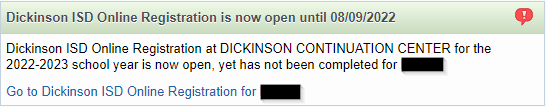 Dickinson ISD Online Registration is now open until 08/09/2022
Dickinson ISD Online Registration at DICKINSON CONTINUATION CENTER for the
2022-2023 school year is now open, yet has not been completed for
Go to Dickinson ISD Online Registration for